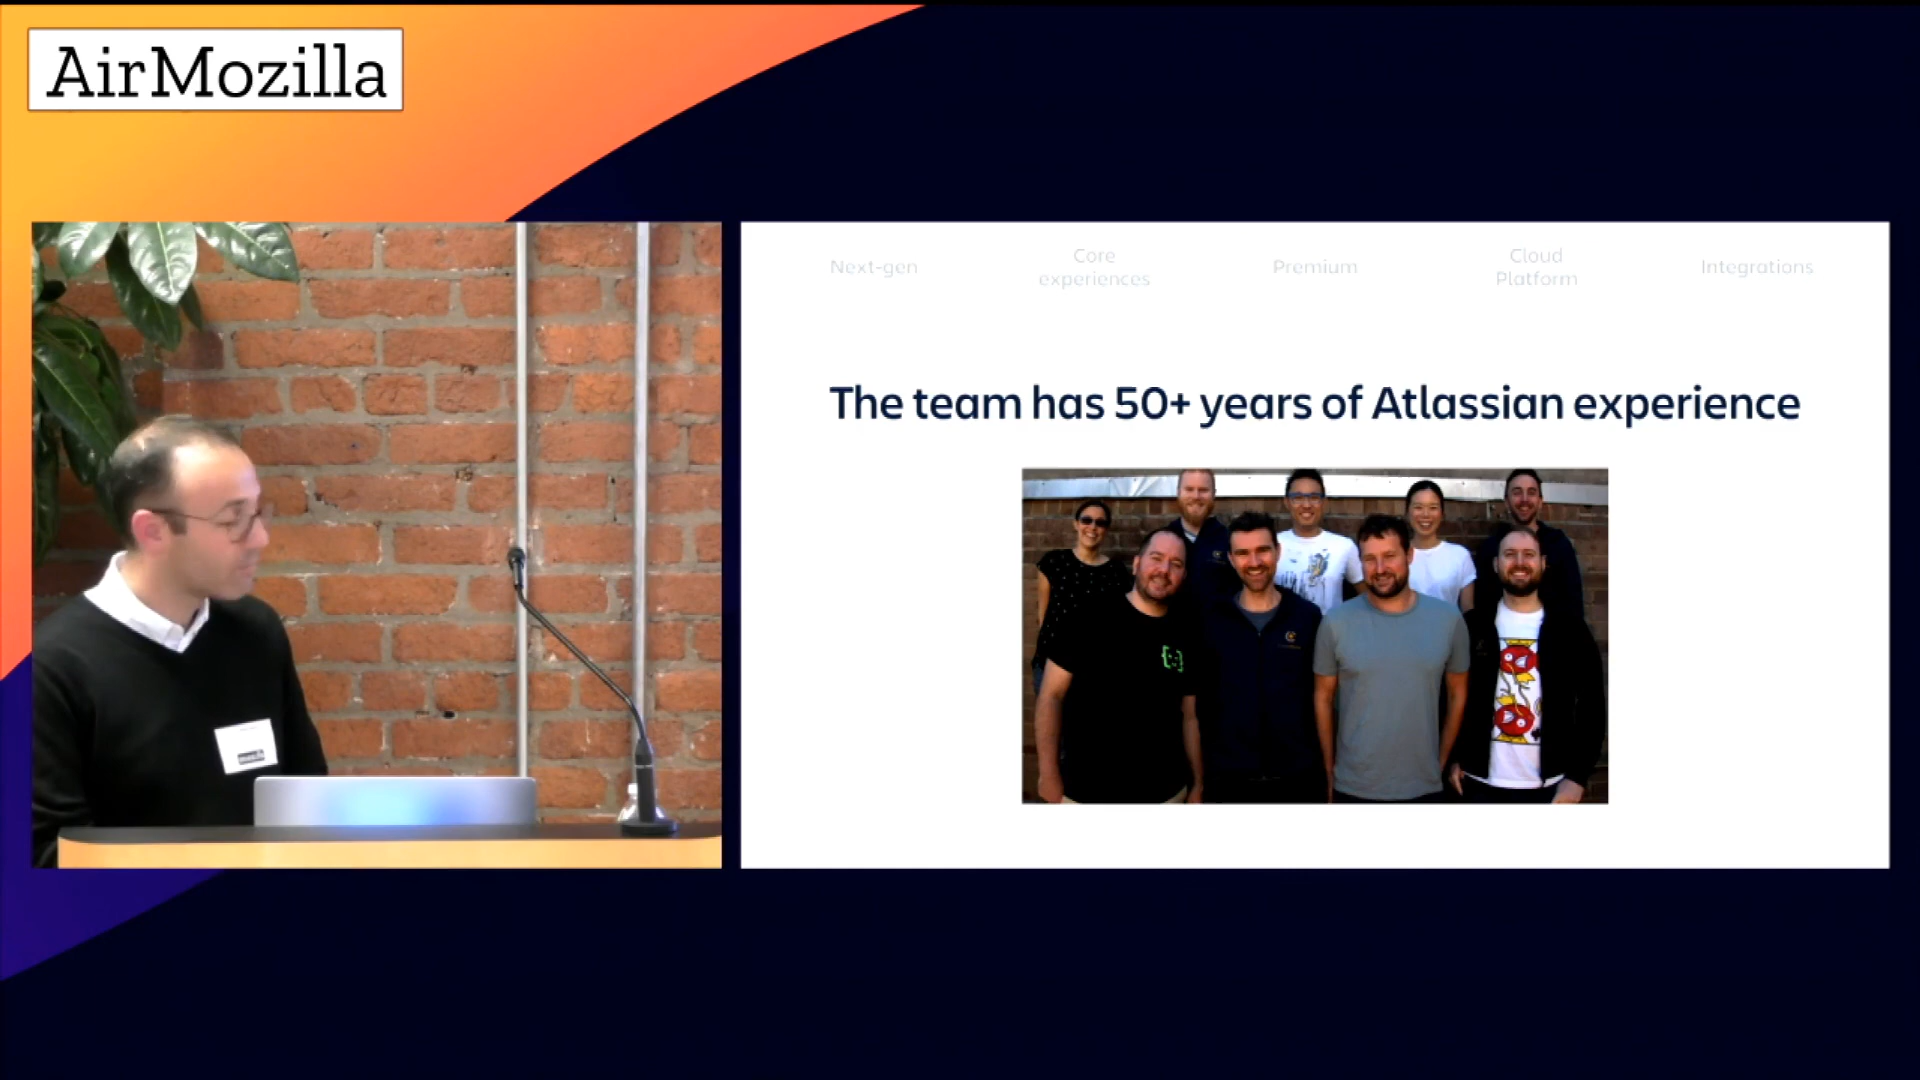 AirMozilla
Next-gen
Core
experiences
Premium
Cloud
Platform
Integrations
The team has 50+ years of Atlassian experience